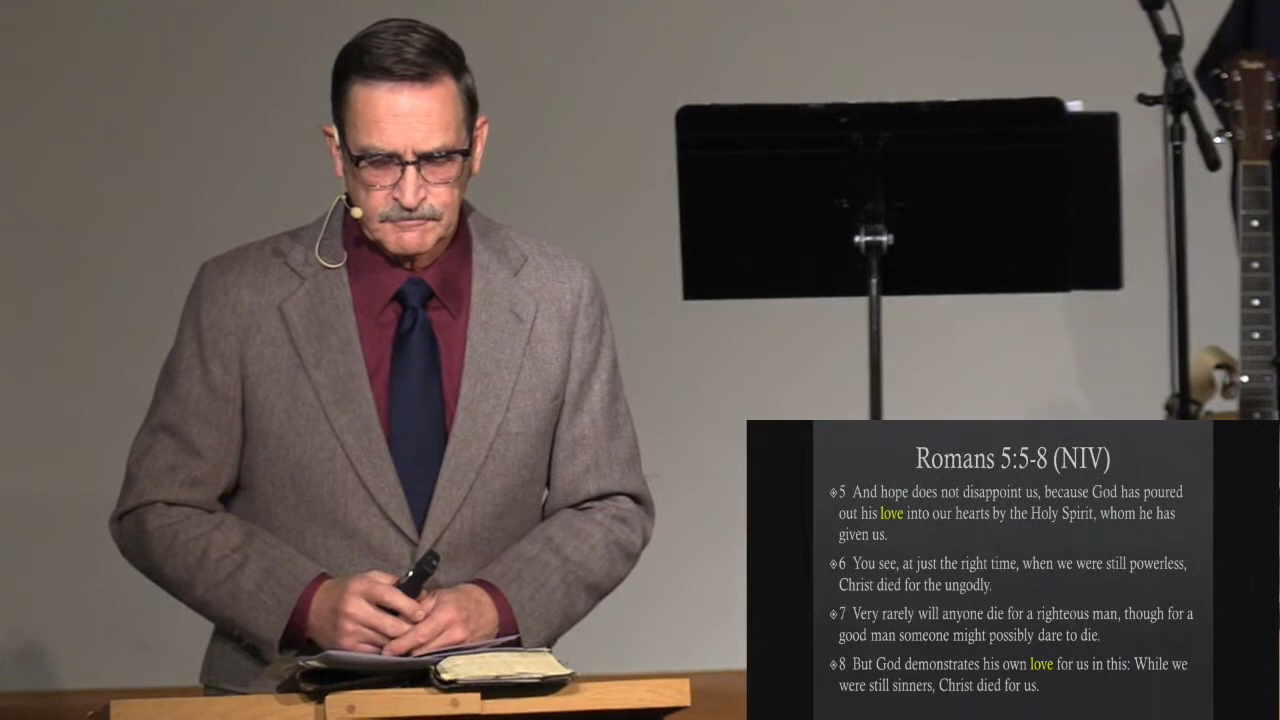 Romans 5:5-8 (NIV)
5 And hope does not disappoint us, because God has poured
out his love into our hearts by the Holy Spirit, whom he has
given us.
6 You see, at just the right time, when we were still powerless,
Christ died for the ungodly.
7 Very rarely will anyone die for a righteous man, though for a
good man someone might possibly dare to die.
8 But God demonstrates his own love for us in this: While we
were still sinners, Christ died for us.